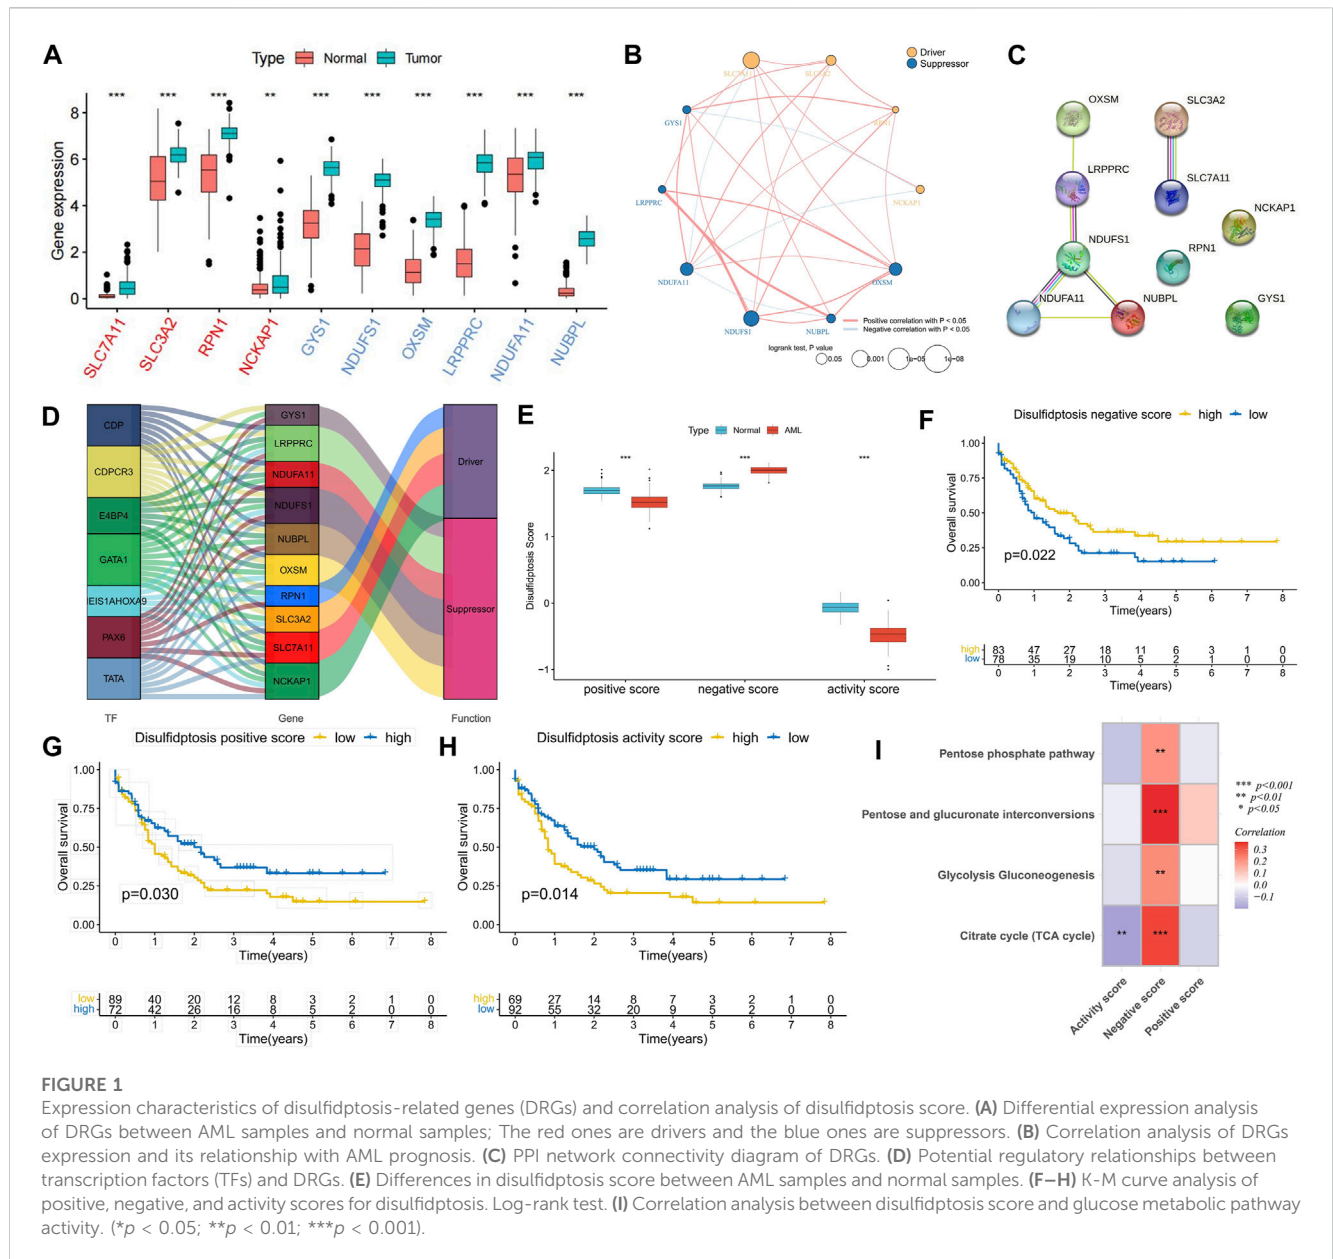 A
Type Normal Tumor
*** *** *** ** *** *** *** *** *** ***
Gene expression
8
6
4
2
0
SLC7A11
SLC3A2
RPN1
NCKAP1
GYS1
NDUFS1
OXSM
LRPPRC
NDUFA11
NUBPL
B
Driver
Suppressor
SLC7A11
SLC3A2
GYS1
RPN1
LRPPRC
NCKAP1
NDUFA11
OXSM
NDUFS1
NUBPL
Positive correlation with P < 0.05
Negative correlation with P < 0.05
logrank test, P value
0.05 0.001 1e−05 1e−08
C
OXSM
SLC3A2
LRPPRC
SLC7A11
NCKAP1
NDUFS1
RPN1
NDUFA11
NUBPL
GYS1
D
CDP
CDPCR3
E4BP4
GATA1
IEIS1AHOXA9
PAX6
TATA
GYS1
LRPPRC
NDUFA11
NDUFS1
NUBPL
OXSM
RPN1
SLC3A2
SLC7A11
NCKAP1
Driver
Suppressor
TF Gene Function
E
Type Normal AML
*** *** ***
Disulfidptosis Score
2
1
0
−1
positive score negative score activity score
F
Disulfidptosis negative score high low
Overall survival
1.00
0.75
0.50
0.25
0.00
p=0.022
0 1 2 3 4 5 6 7 8
Time(years)
high 83 47 27 18 11 6 3 1 0
low 78 35 19 10 5 2 1 0 0
0 1 2 3 4 5 6 7 8
Time(years)
G
Disulfidptosis positive score low high
Overall survival
1.00
0.75
0.50
0.25
0.00
p=0.030
0 1 2 3 4 5 6 7 8
Time(years)
low 89 40 20 12 8 3 2 1 0
high 72 42 26 16 8 5 2 0 0
0 1 2 3 4 5 6 7 8
Time(years)
H
Disulfidptosis activity score high low
Overall survival
1.00
0.75
0.50
0.25
0.00
p=0.014
0 1 2 3 4 5 6 7 8
Time(years)
high 69 27 14 8 7 3 2 1 0
low 92 55 32 20 9 5 2 0 0
0 1 2 3 4 5 6 7 8
Time(years)
I
Pentose phosphate pathway **
Pentose and glucuronate interconversions ***
Glycolysis Gluconeogenesis **
Citrate cycle (TCA cycle) ** ***
Activity score
Negative score
Positive score
*** p<0.001
** p<0.01
* p<0.05
Correlation
0.3
0.2
0.1
0.0
−0.1
FIGURE 1
Expression characteristics of disulfidptosis-related genes (DRGs) and correlation analysis of disulfidptosis score. (A) Differential expression analysis
of DRGs between AML samples and normal samples; The red ones are drivers and the blue ones are suppressors. (B) Correlation analysis of DRGs
expression and its relationship with AML prognosis. (C) PPI network connectivity diagram of DRGs. (D) Potential regulatory relationships between
transcription factors (TFs) and DRGs. (E) Differences in disulfidptosis score between AML samples and normal samples. (F–H) K-M curve analysis of
positive, negative, and activity scores for disulfidptosis. Log-rank test. (I) Correlation analysis between disulfidptosis score and glucose metabolic pathway
activity. (*p < 0.05; **p < 0.01; ***p < 0.001).